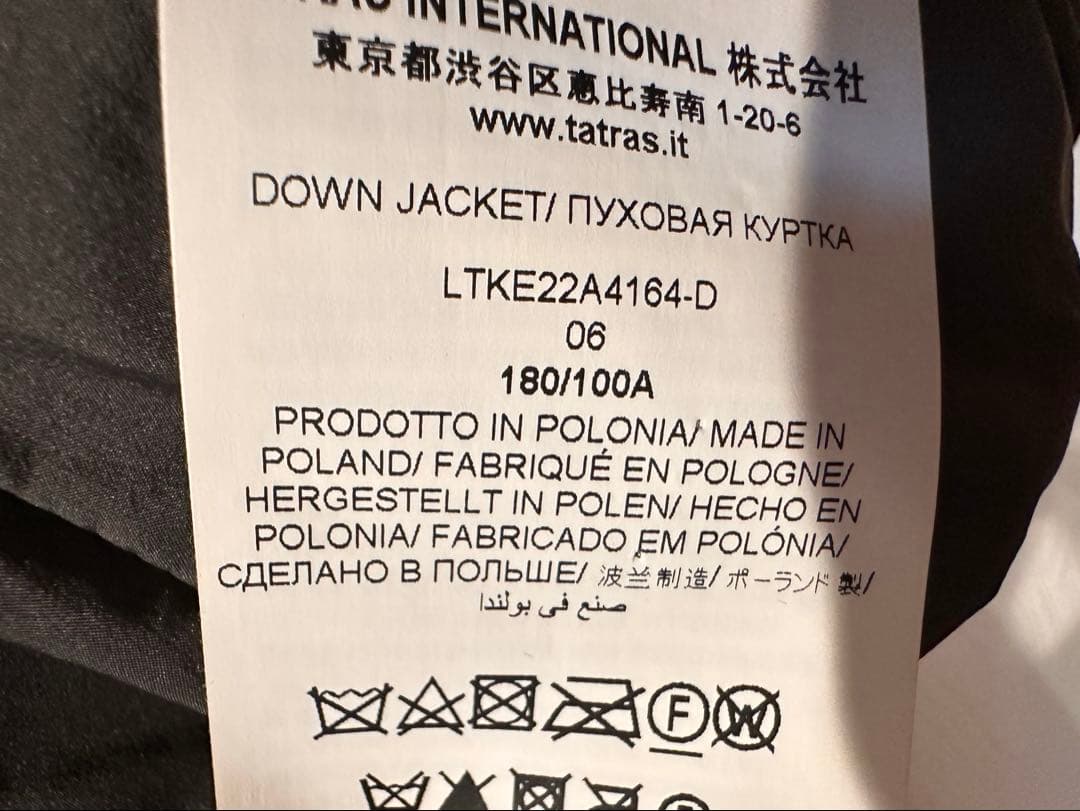 INTERNATIONAL 株式会社
東京都渋谷区恵比寿南 1-20-6
www.tatras.it
DOWN JACKET/ ПУХОВАЯ КУРТКА
LTKE22A4164-D
06
180/100A
PRODOTTO IN POLONIA/ MADE IN
POLAND/ FABRIQUÉ EN POLOGNE/
HERGESTELLT IN POLEN/ HECHO EN
POLONIA/ FABRICADO EM POLÓNIA/
СДЕЛАНО В ПОЛЬШЕ/ 波兰制造/ ポーランド 製/
صنع في بولندا
F W